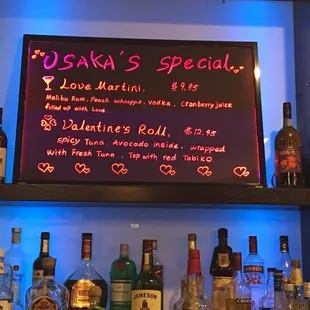 OSAKA'S Special
Love Martini, $9.95
Malibu Rum, Peach schnapps, vodka, Cranberry juice
filled up with Love.
Valentine's Roll, $12.95
spicy Tuna, Avocado inside, wrapped
with Fresh Tuna, Top with red Tobiko.
JAMESON